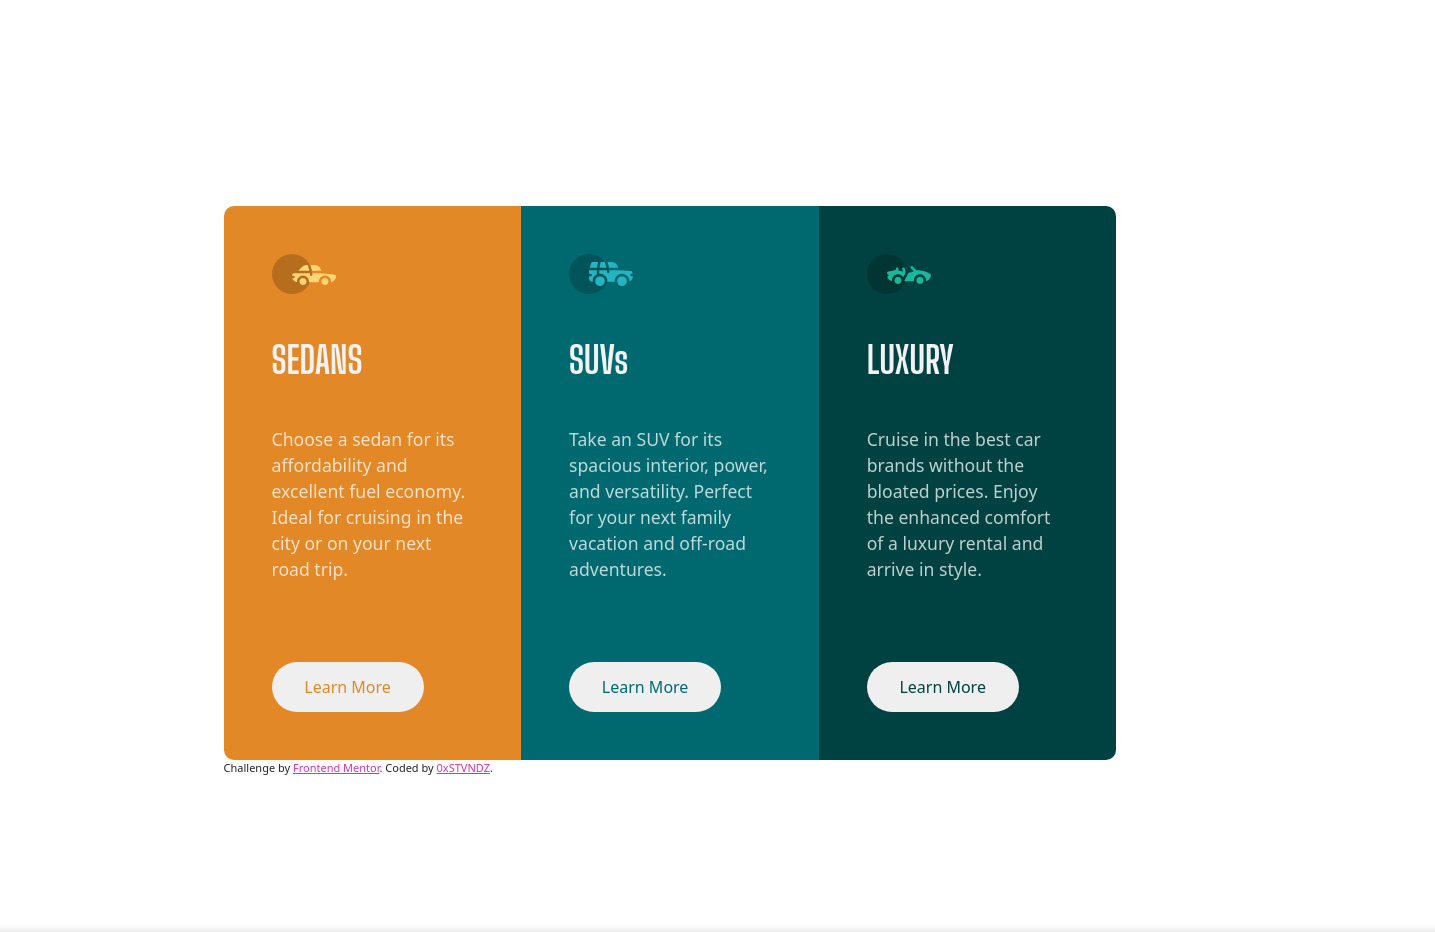 SEDANS
Choose a sedan for its
affordability and
excellent fuel economy.
Ideal for cruising in the
city or on your next
road trip.
Learn More
SUVs
Take an SUV for its
spacious interior, power,
and versatility. Perfect
for your next family
vacation and off-road
adventures.
Learn More
LUXURY
Cruise in the best car
brands without the
bloated prices. Enjoy
the enhanced comfort
of a luxury rental and
arrive in style.
Learn More
Challenge by Frontend Mentor. Coded by 0xSTVNDZ.